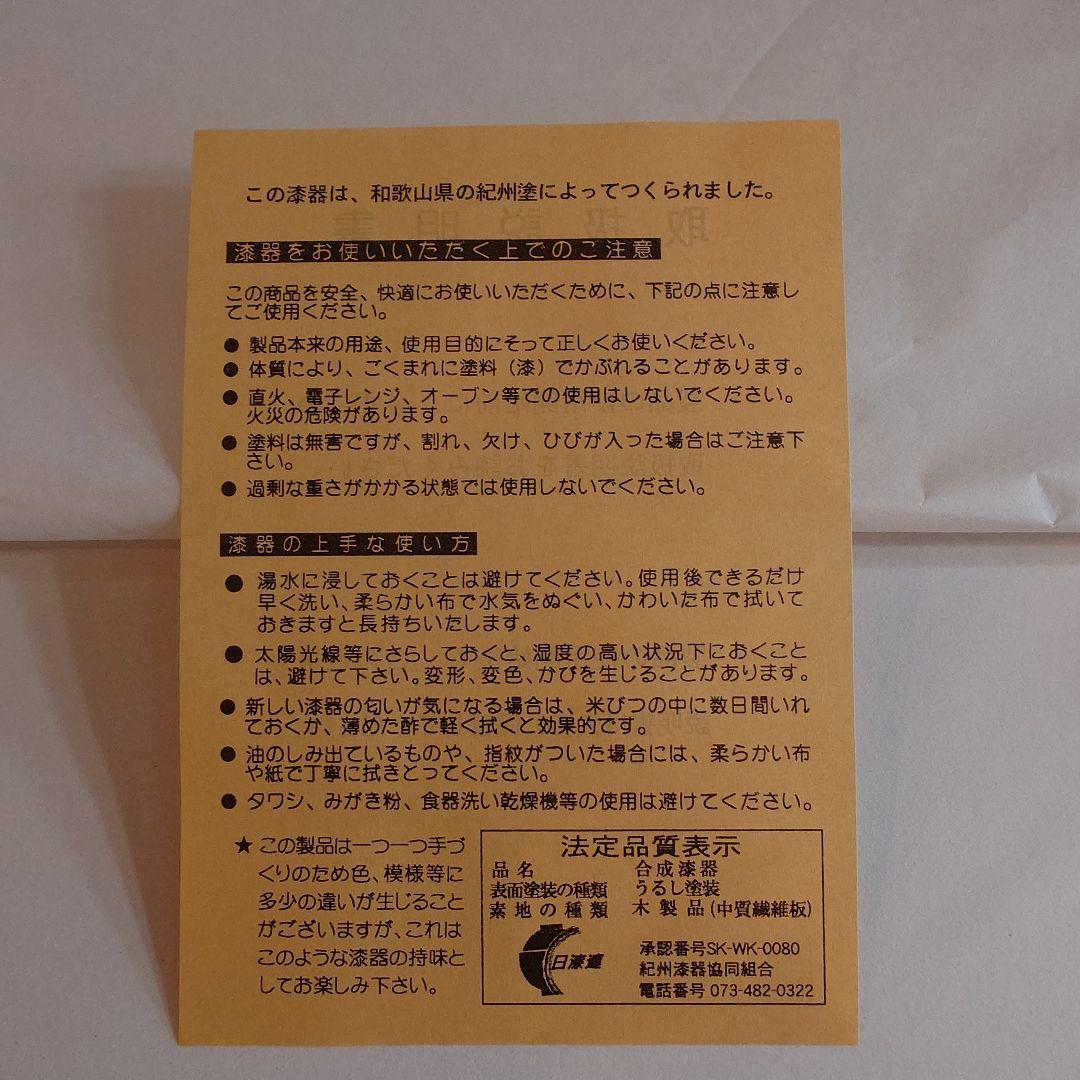 この漆器は、和歌山県の紀州塗によってつくられました。
漆器をお使いいただく上でのご注意
この商品を安全、快適にお使いいただくために、下記の点に注意し
てご使用ください。
● 製品本来の用途、使用目的にそって正しくお使いください。
● 体質により、ごくまれに塗料（漆）でかぶれることがあります。
● 直火、電子レンジ、オーブン等での使用はしないでください。
火災の危険があります。
● 塗料は無害ですが、割れ、欠け、ひびが入った場合はご注意下
さい。
● 過剰な重さがかかる状態では使用しないでください。
漆器の上手な使い方
● 湯水に浸しておくことは避けてください。使用後できるだけ
早く洗い、柔らかい布で水気をぬぐい、かわいた布で拭いて
おきますと長持ちいたします。
● 太陽光線等にさらしておくと、湿度の高い状況下におくこと
は、避けて下さい。変形、変色、かびを生じることがあります。
● 新しい漆器の匂いが気になる場合は、米びつの中に数日間いれ
ておくか、薄めた酢で軽く拭くと効果的です。
● 油のしみ出ているものや、指紋がついた場合には、柔らかい布
や紙で丁寧に拭きとってください。
● タワシ、みがき粉、食器洗い乾燥機等の使用は避けてください。
★ この製品は一つ一つ手づ
くりのため色、模様等に
多少の違いが生じること
がございますが、これは
このような漆器の持味と
してお楽しみ下さい。
法定品質表示
品名 合成漆器
表面塗装の種類 うるし塗装
素地の種類 木製品(中質繊維板)
日漆連
承認番号SK-WK-0080
紀州漆器協同組合
電話番号 073-482-0322
取扱説明書